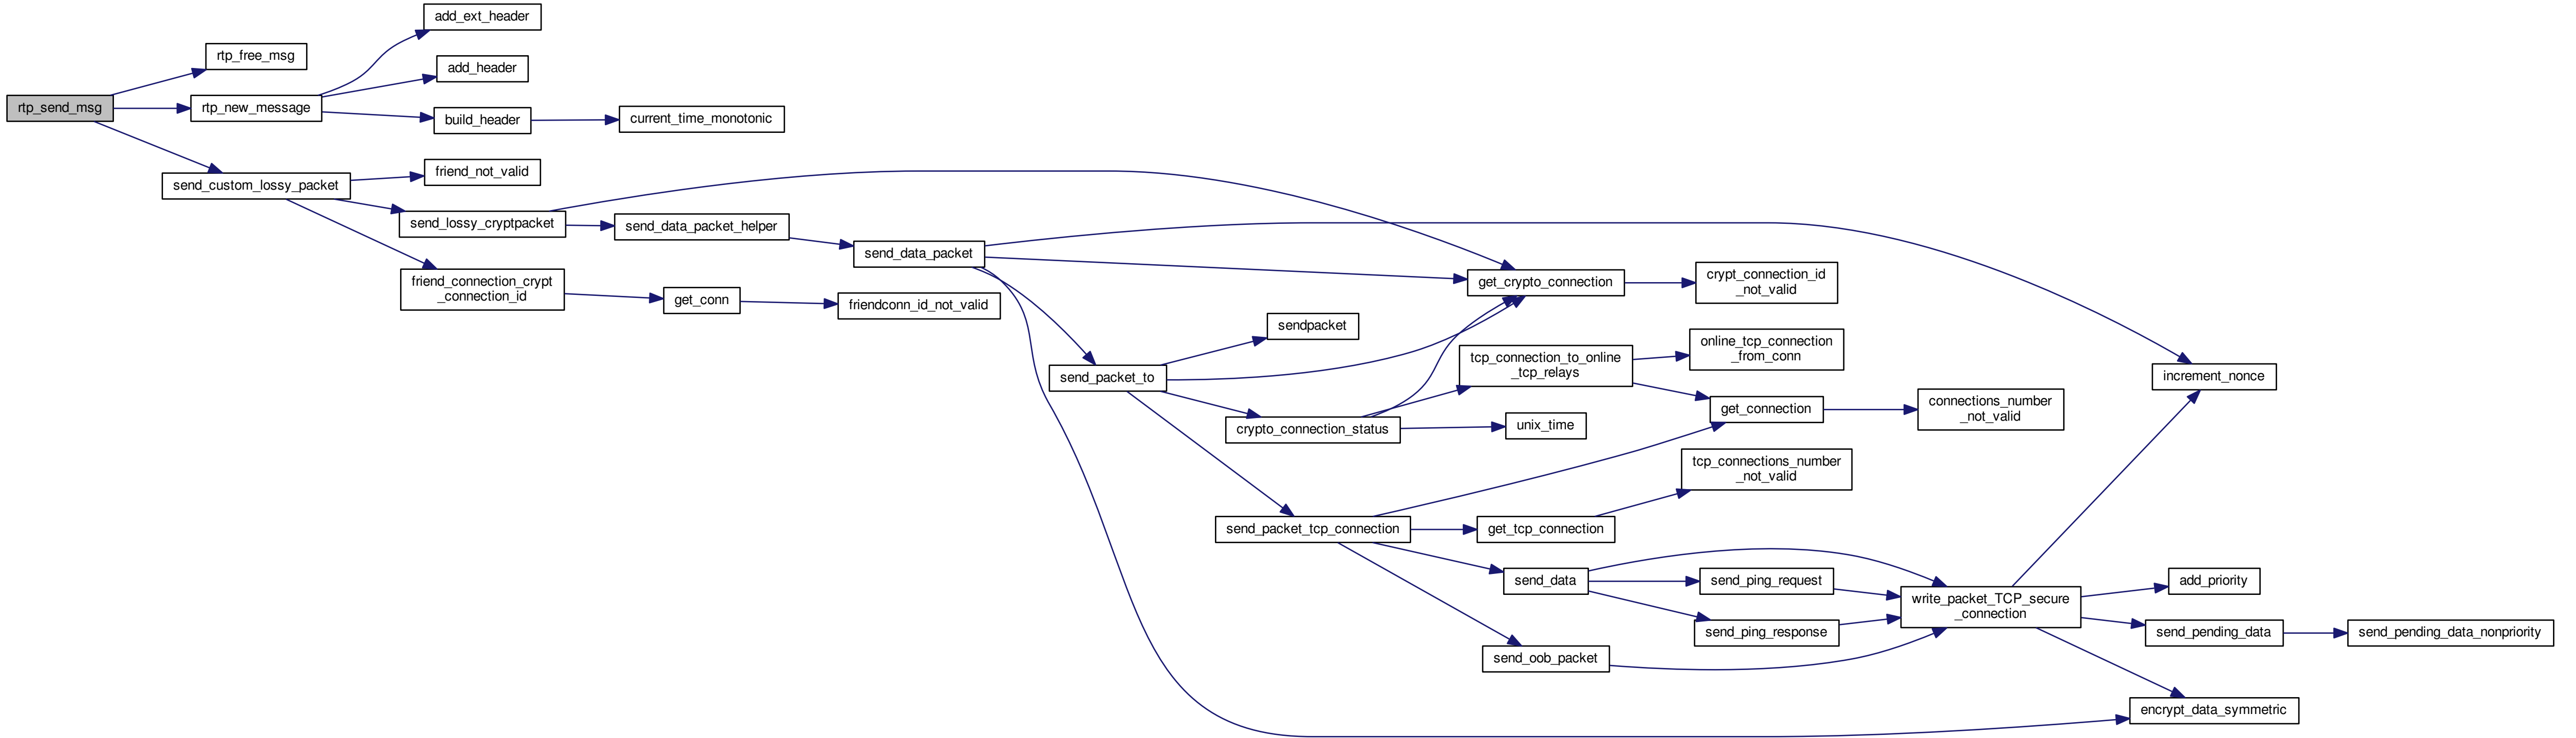 add_ext_header
rtp_free_msg
add_header
rtp_send_msg
rtp_new_message
build_header
current_time_monotonic
friend_not_valid
send_custom_lossy_packet
send_lossy_cryptpacket
send_data_packet_helper
send_data_packet
friend_connection_crypt
_connection_id
get_conn
friendconn_id_not_valid
get_crypto_connection
crypt_connection_id
_not_valid
sendpacket
send_packet_to
tcp_connection_to_online
_tcp_relays
online_tcp_connection
_from_conn
increment_nonce
crypto_connection_status
unix_time
get_connection
connections_number
_not_valid
tcp_connections_number
_not_valid
send_packet_tcp_connection
get_tcp_connection
send_data
send_ping_request
write_packet_TCP_secure
_connection
add_priority
send_ping_response
send_pending_data
send_pending_data_nonpriority
send_oob_packet
encrypt_data_symmetric